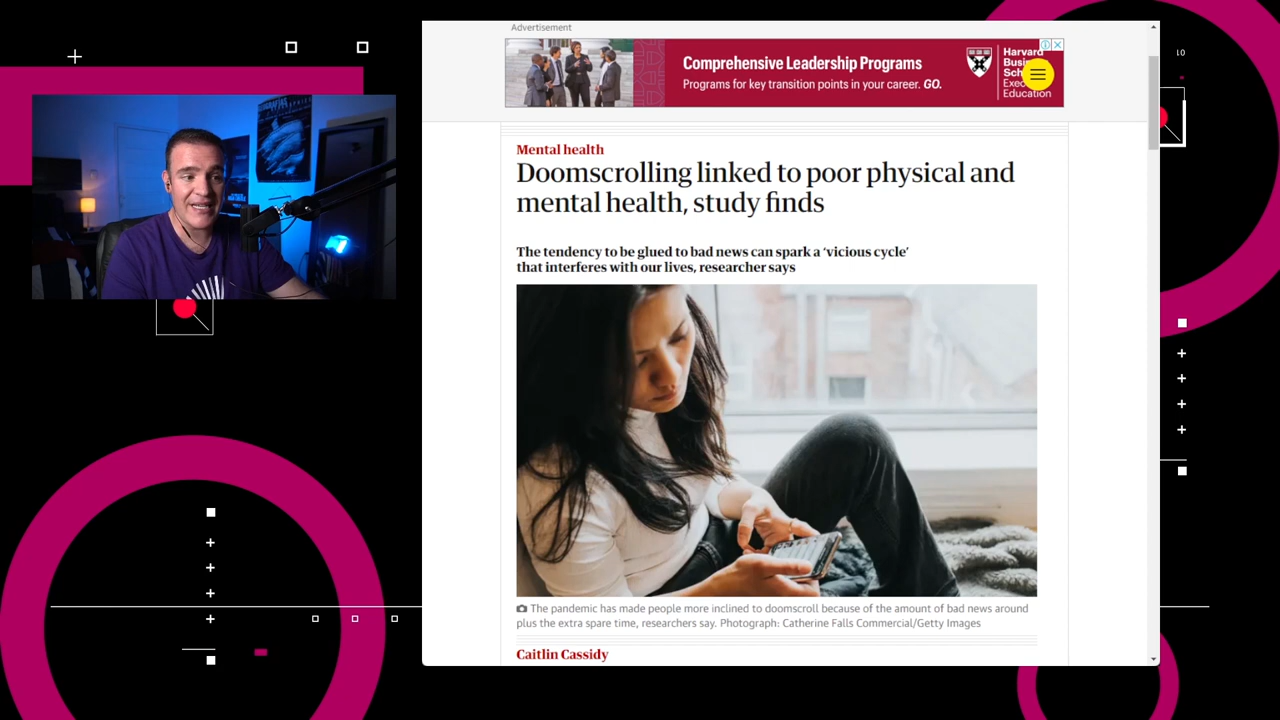 Advertisement
Comprehensive Leadership Programs
Programs for key transition points in your career. GO.
Harvard
Education
Mental health
Doomscrolling linked to poor physical and
mental health, study finds
The tendency to be glued to bad news can spark a ‘vicious cycle’
that interferes with our lives, researcher says
The pandemic has made people more inclined to doomscroll because of the amount of bad news around
plus the extra spare time, researchers say. Photograph: Catherine Falls Commercial/Getty Images
Caitlin Cassidy